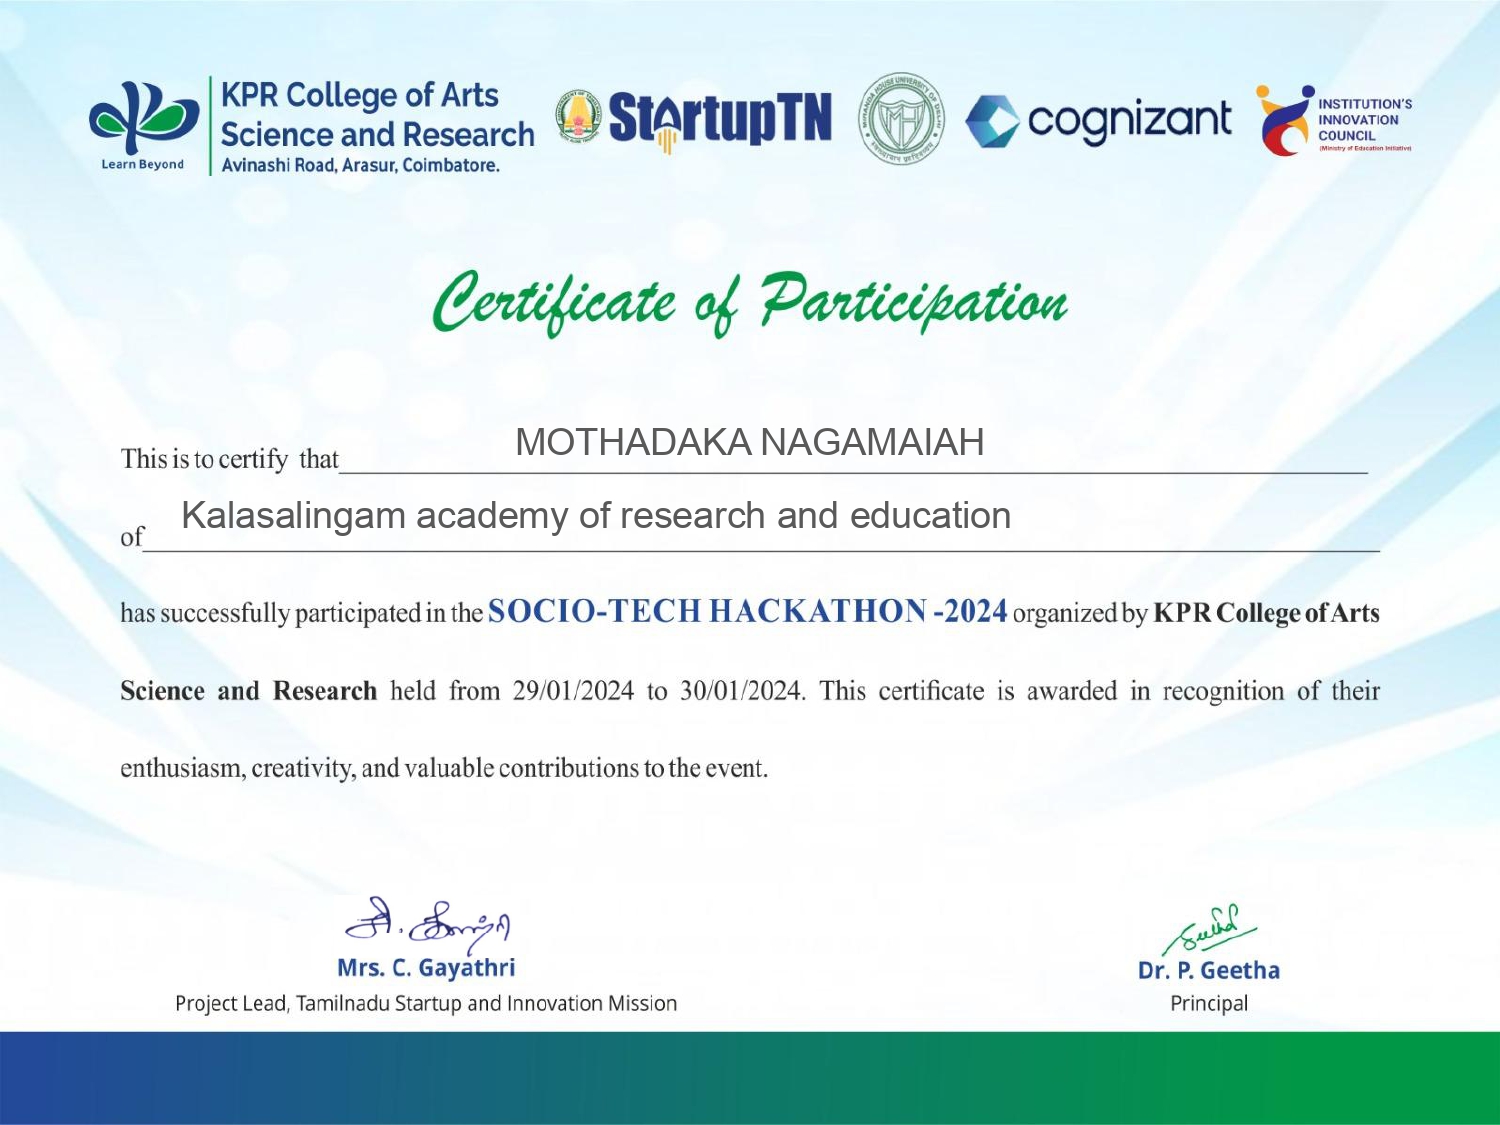 KPR College of Arts
Science and Research
Avinashi Road, Arasur, Coimbatore.
Learn Beyond
StartupTN
cognizant
INSTITUTION'S
INNOVATION
COUNCIL
(Ministry of Education Initiative)
Certificate of Participation
This is to certify that MOTHADAKA NAGAMAIAH
of Kalasalingam academy of research and education
has successfully participated in the SOCIO-TECH HACKATHON -2024 organized by KPR College of Arts
Science and Research held from 29/01/2024 to 30/01/2024. This certificate is awarded in recognition of their
enthusiasm, creativity, and valuable contributions to the event.
Mrs. C. Gayathri
Project Lead, Tamilnadu Startup and Innovation Mission
Dr. P. Geetha
Principal